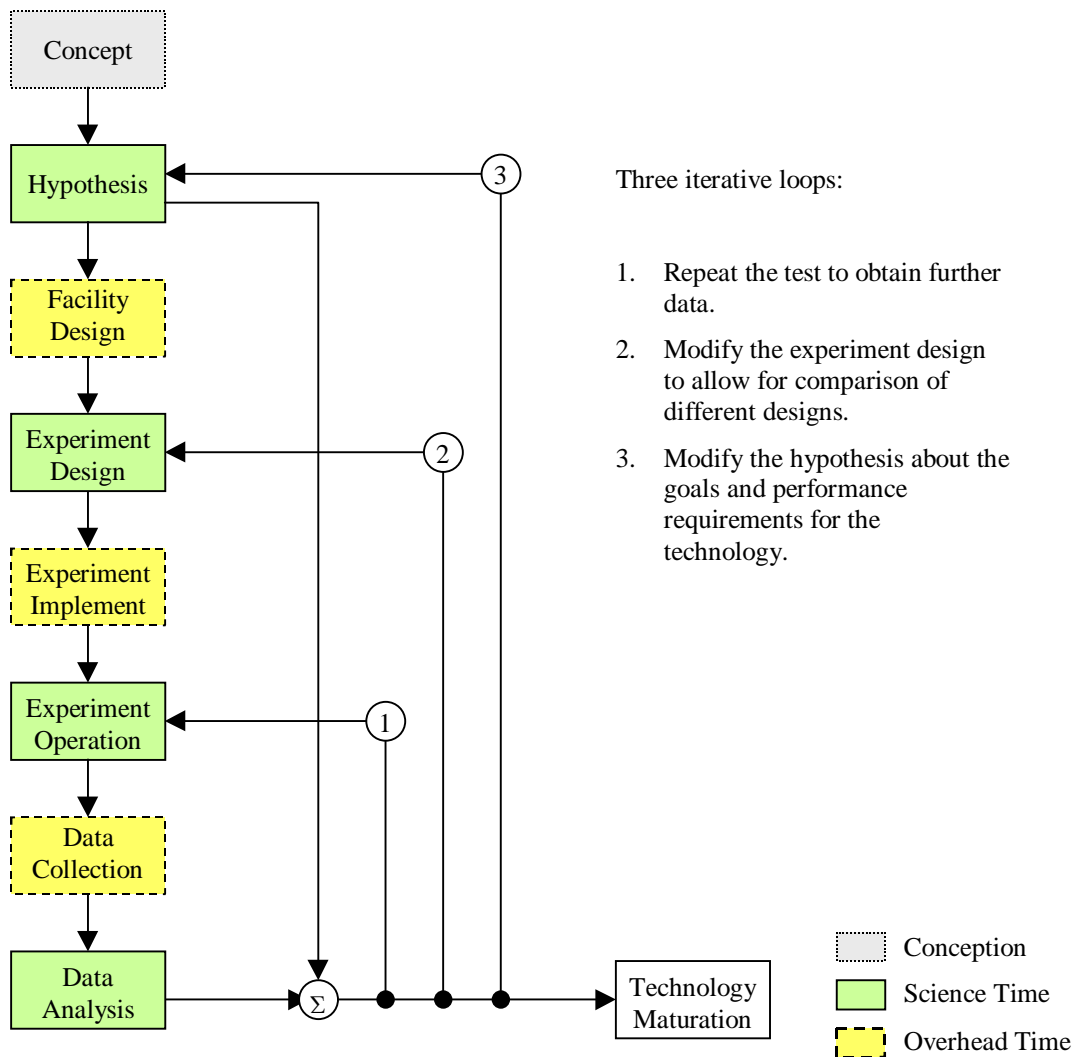 Concept
Hypothesis
3
Facility
Design
Experiment
Design
2
Experiment
Implement
Experiment
Operation
1
Data
Collection
Data
Analysis
Σ
Technology
Maturation
Three iterative loops:
1. Repeat the test to obtain further
data.
2. Modify the experiment design
to allow for comparison of
different designs.
3. Modify the hypothesis about the
goals and performance
requirements for the
technology.
Conception
Science Time
Overhead Time